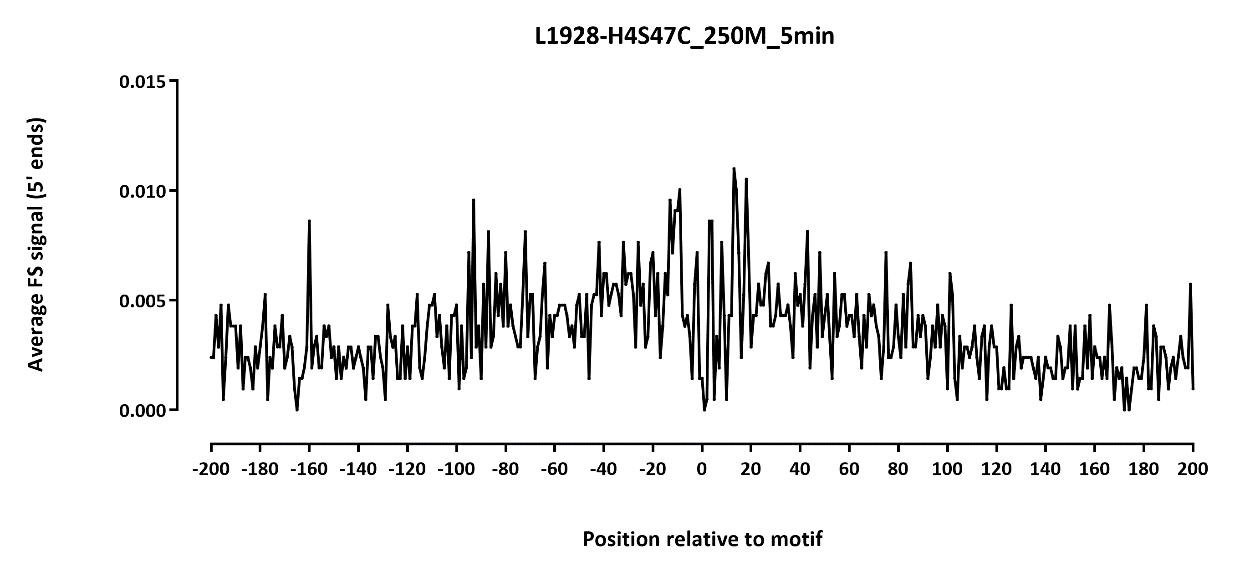 L1928-H4S47C_250M_5min
Average FS signal (5' ends)
0.015
0.010
0.005
0.000
-200 -180 -160 -140 -120 -100 -80 -60 -40 -20 0 20 40 60 80 100 120 140 160 180 200
Position relative to motif